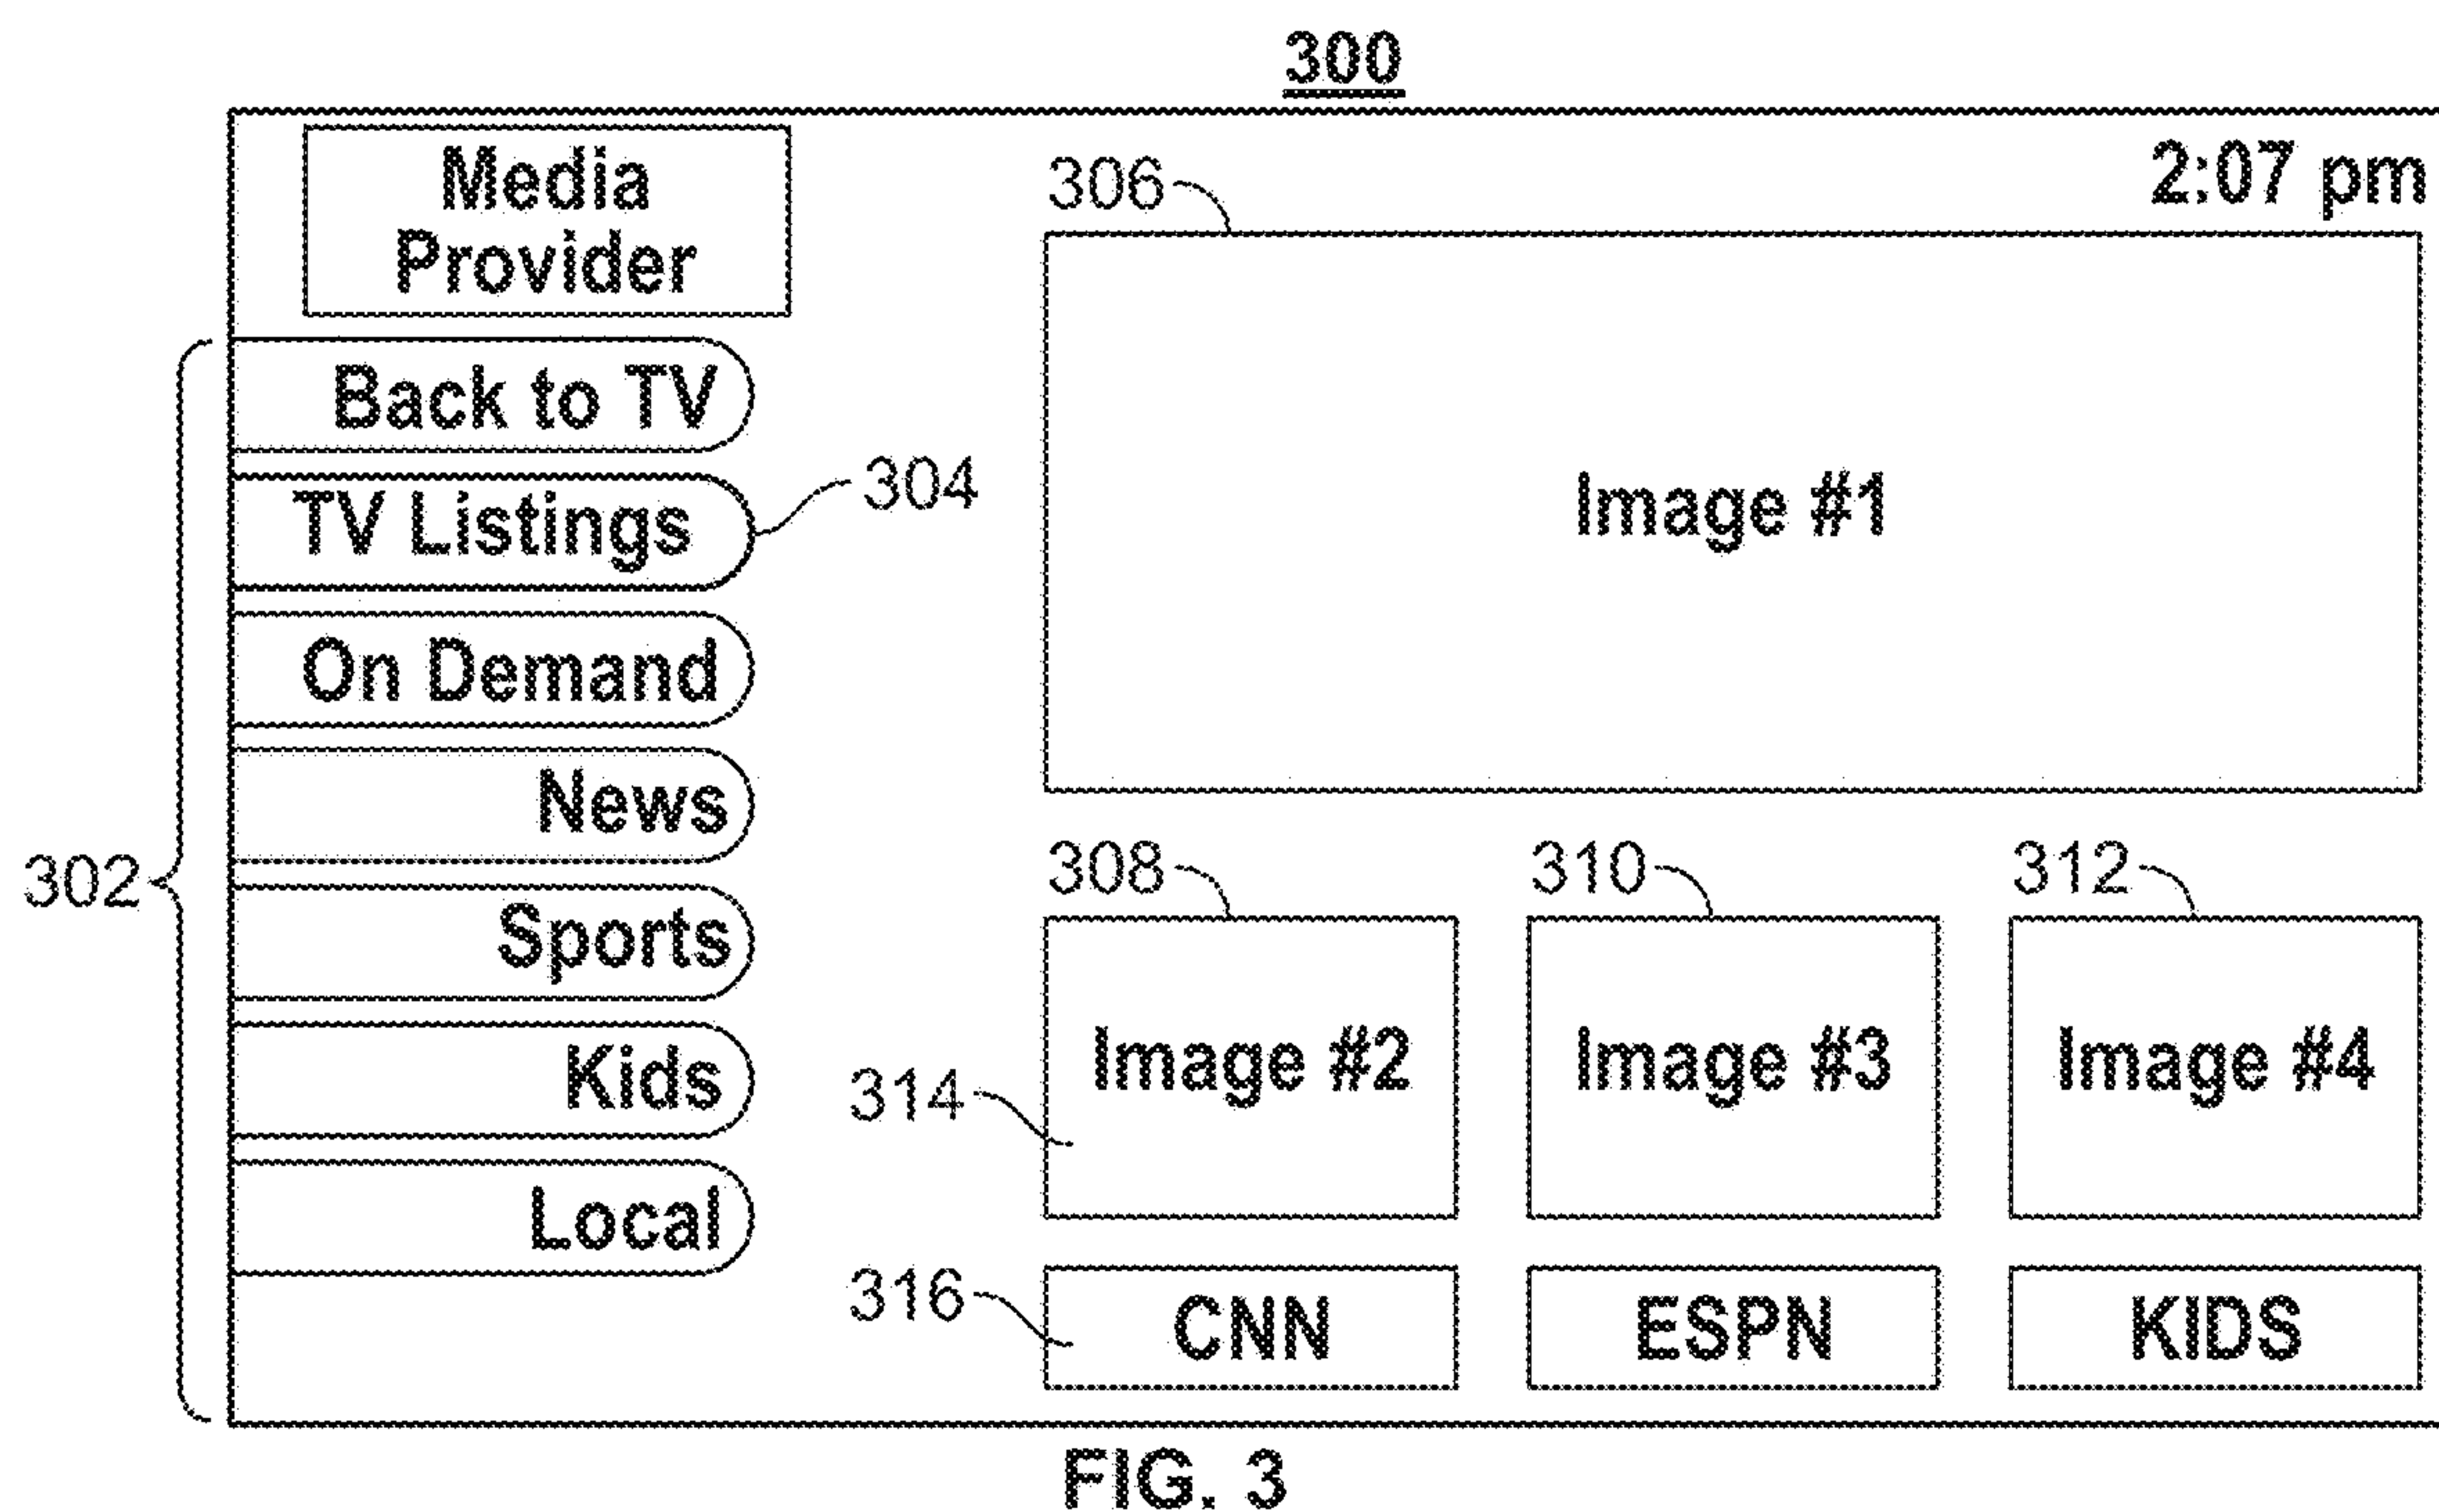 300
Media
Provider
2:07 pm
306
Back to TV
TV Listings
304
Image #1
On Demand
News
302
308
310
312
Sports
Kids
314
Image #2
Image #3
Image #4
Local
316
CNN
ESPN
KIDS
FIG. 3